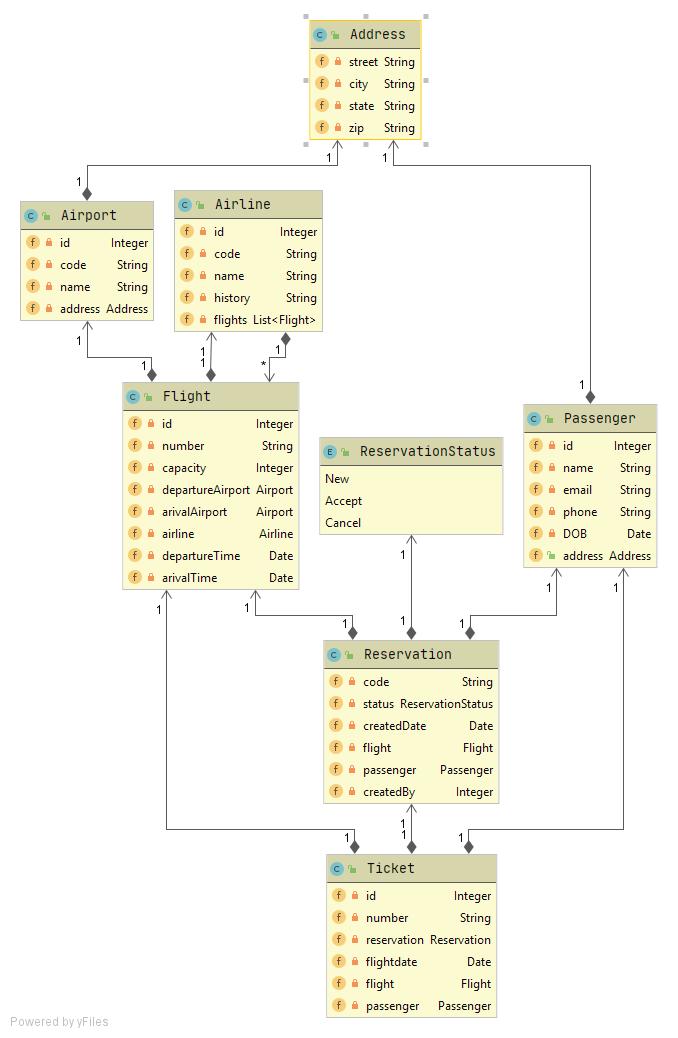 Address
street String
city String
state String
zip String
1
1
1
1
Airport
id Integer
code String
name String
address Address
Airline
id Integer
code String
name String
history String
flights List<Flight>
1
1
1
1
1
*
Flight
id Integer
number String
capacity Integer
departureAirport Airport
arivalAirport Airport
airline Airline
departureTime Date
arivalTime Date
ReservationStatus
New
Accept
Cancel
Passenger
id Integer
name String
email String
phone String
DOB Date
address Address
1
1
1
1
1
1
1
1
Reservation
code String
status ReservationStatus
createdDate Date
flight Flight
passenger Passenger
createdBy Integer
1
1
1
1
Ticket
id Integer
number String
reservation Reservation
flightdate Date
flight Flight
passenger Passenger
Powered by yFiles